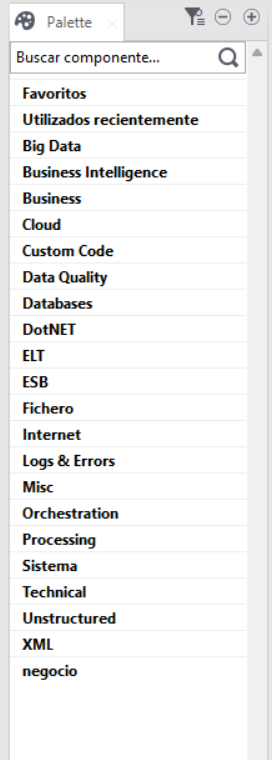 Palette
Buscar componente...
Favoritos
Utilizados recientemente
Big Data
Business Intelligence
Business
Cloud
Custom Code
Data Quality
Databases
DotNET
ELT
ESB
Fichero
Internet
Logs & Errors
Misc
Orchestration
Processing
Sistema
Technical
Unstructured
XML
negocio